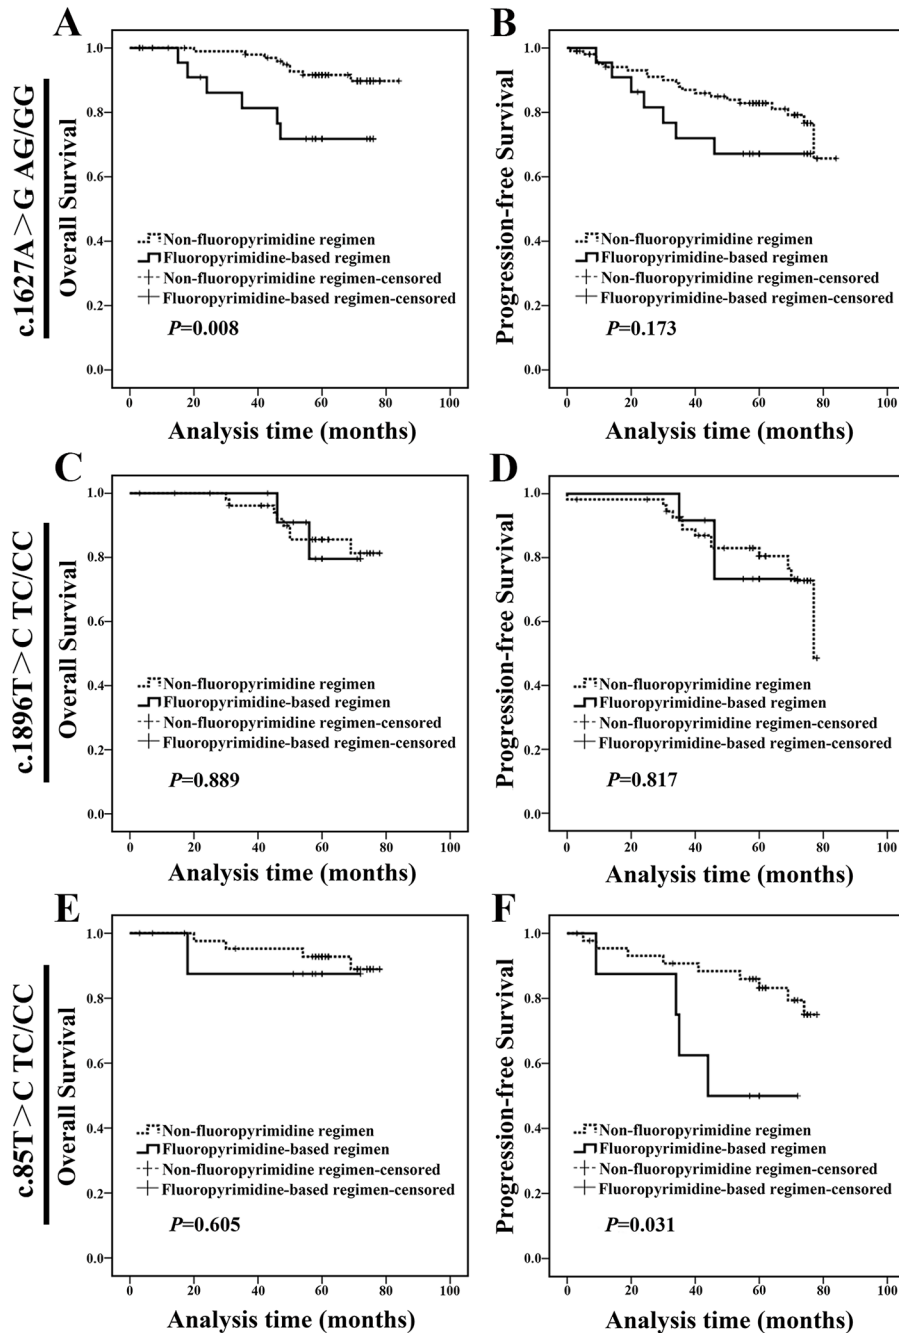 A
c.1627A>G AG/GG
Overall Survival
1.0
0.8
0.6
0.4
0.2
0.0
Non-fluoropyrimidine regimen
Fluoropyrimidine-based regimen
Non-fluoropyrimidine regimen-censored
Fluoropyrimidine-based regimen-censored
P=0.008
0 20 40 60 80 100
Analysis time (months)
B
Progression-free Survival
1.0
0.8
0.6
0.4
0.2
0.0
Non-fluoropyrimidine regimen
Fluoropyrimidine-based regimen
Non-fluoropyrimidine regimen-censored
Fluoropyrimidine-based regimen-censored
P=0.173
0 20 40 60 80 100
Analysis time (months)
C
c.1896T>C TC/CC
Overall Survival
1.0
0.8
0.6
0.4
0.2
0.0
Non-fluoropyrimidine regimen
Fluoropyrimidine-based regimen
Non-fluoropyrimidine regimen-censored
Fluoropyrimidine-based regimen-censored
P=0.889
0 20 40 60 80 100
Analysis time (months)
D
Progression-free Survival
1.0
0.8
0.6
0.4
0.2
0.0
Non-fluoropyrimidine regimen
Fluoropyrimidine-based regimen
Non-fluoropyrimidine regimen-censored
Fluoropyrimidine-based regimen-censored
P=0.817
0 20 40 60 80 100
Analysis time (months)
E
c.85T>C TC/CC
Overall Survival
1.0
0.8
0.6
0.4
0.2
0.0
Non-fluoropyrimidine regimen
Fluoropyrimidine-based regimen
Non-fluoropyrimidine regimen-censored
Fluoropyrimidine-based regimen-censored
P=0.605
0 20 40 60 80 100
Analysis time (months)
F
Progression-free Survival
1.0
0.8
0.6
0.4
0.2
0.0
Non-fluoropyrimidine regimen
Fluoropyrimidine-based regimen
Non-fluoropyrimidine regimen-censored
Fluoropyrimidine-based regimen-censored
P=0.031
0 20 40 60 80 100
Analysis time (months)